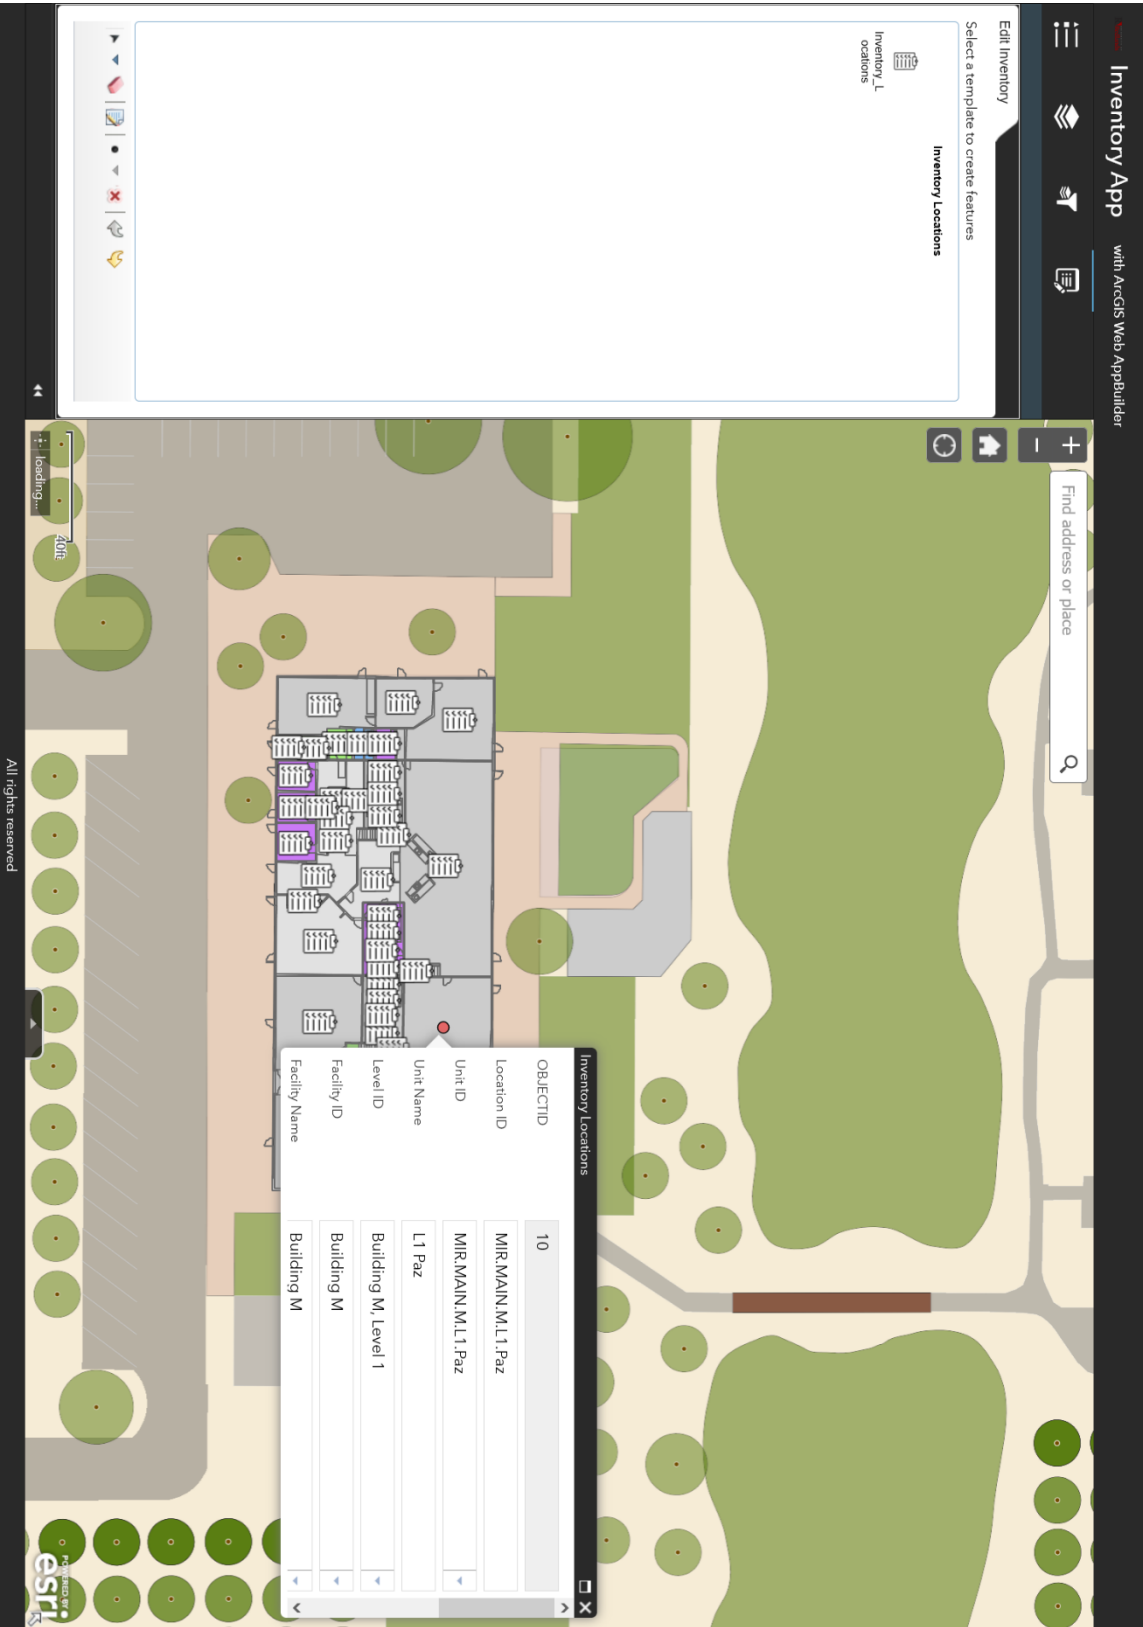 Inventory App with ArcGIS Web AppBuilder
Edit Inventory
Select a template to create features
Inventory Locations
Inventory_L
ocations
+
−
Find address or place
Inventory Locations
OBJECTID 10
Location ID MIR.MAIN.M.L1.Paz
Unit ID MIR.MAIN.M.L1.Paz
Unit Name L1 Paz
Level ID Building M, Level 1
Facility ID Building M
Facility Name Building M
40ft
loading...
POWERED BY
esri
All rights reserved